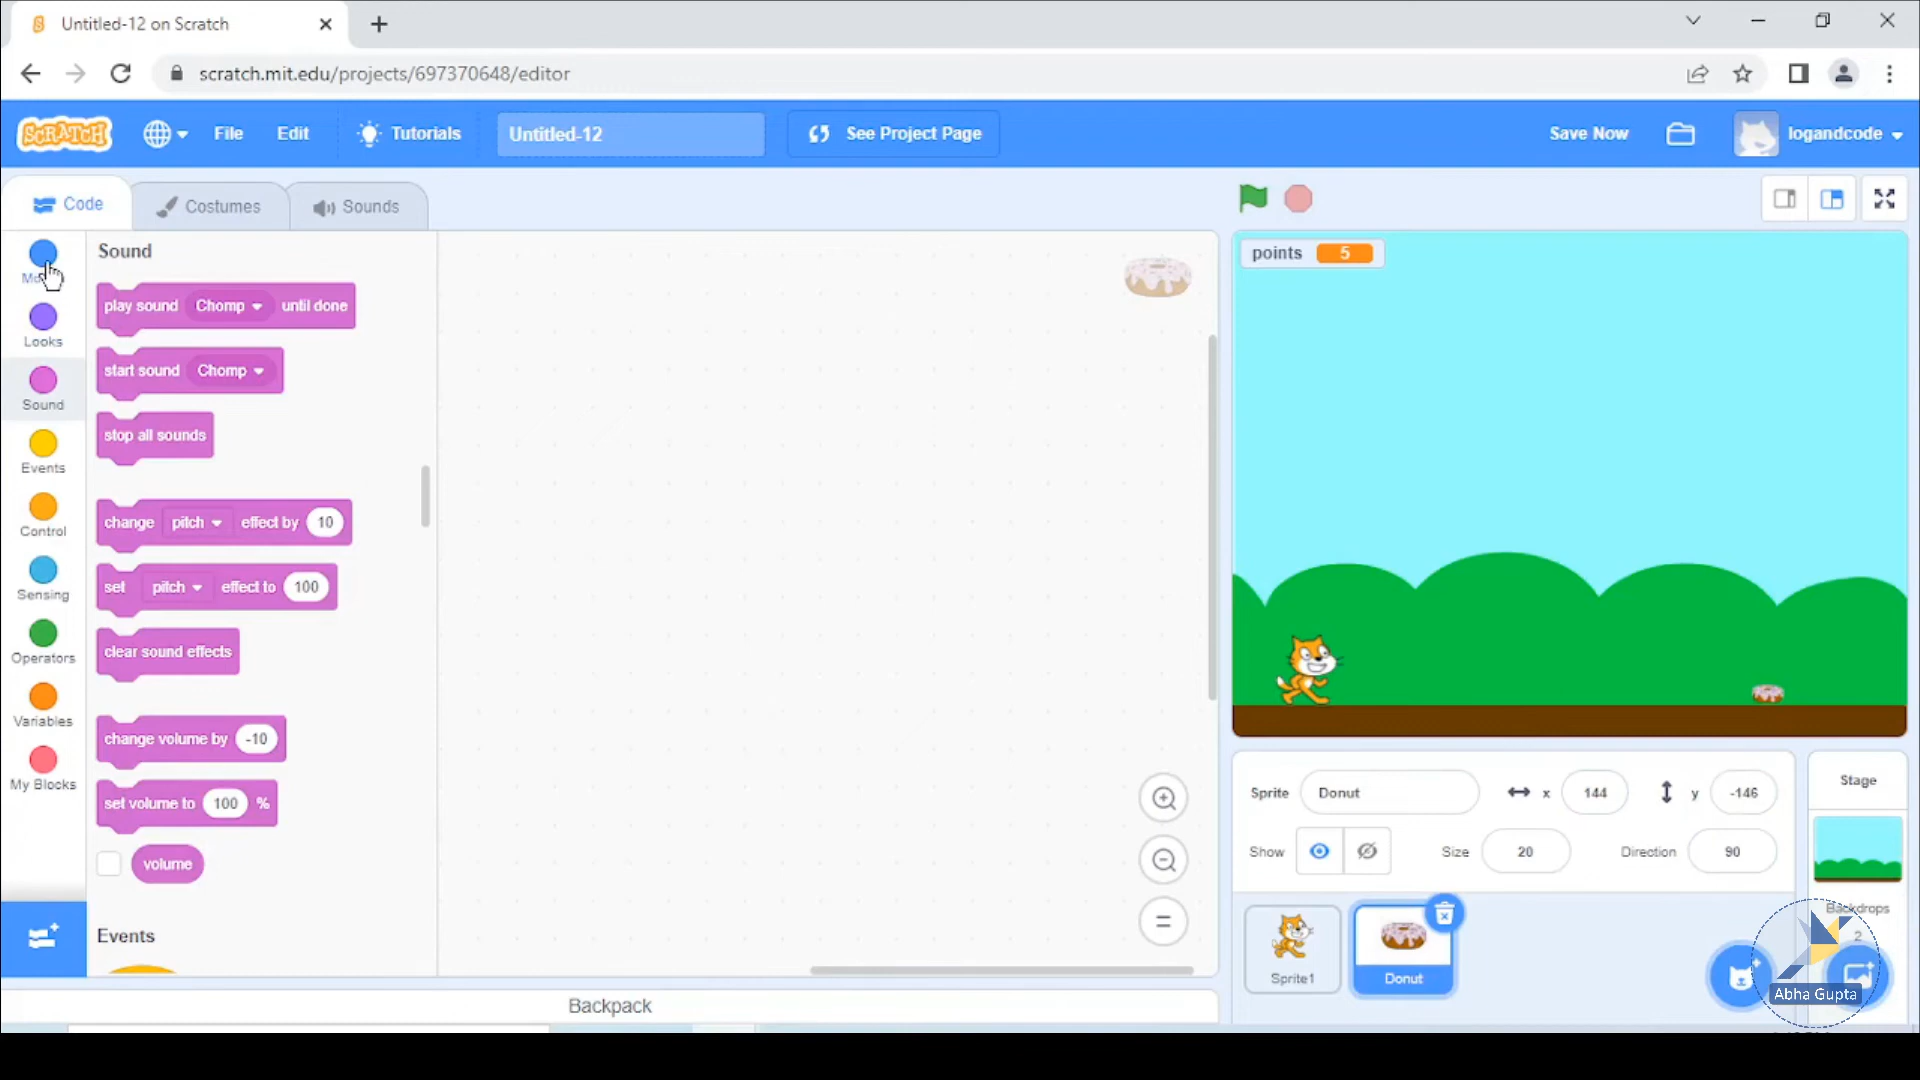 Untitled-12 on Scratch
scratch.mit.edu/projects/697370648/editor
SCRATCH
File
Edit
Tutorials
Untitled-12
See Project Page
Save Now
logandcode
Code
Costumes
Sounds
Looks
Sound
Events
Control
Sensing
Operators
Variables
My Blocks
Sound
play sound Chomp until done
start sound Chomp
stop all sounds
change pitch effect by 10
set pitch effect to 100
clear sound effects
change volume by -10
set volume to 100 %
volume
Events
Backpack
points 5
Sprite Donut x 144 y -146
Show Size 20 Direction 90
Sprite1
Donut
Stage
Backdrops
2
Abha Gupta